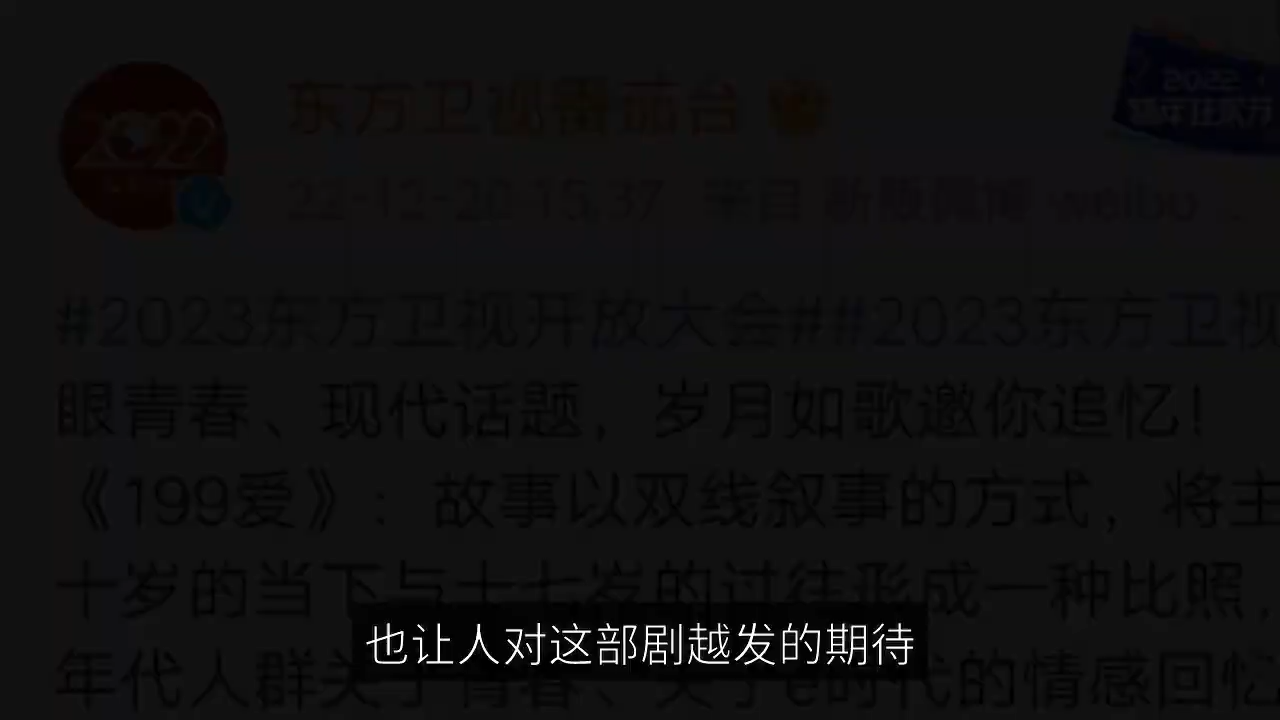 2022
东方卫视番茄台
2022
22-12-20 15:37 来自 新版微博 weibo
#2023东方卫视开放大会##2023东方卫视
眼青春、现代话题，岁月如歌邀你追忆!
《199爱》：故事以双线叙事的方式，将主
十岁的当下与十七岁的过往形成一种比照，
年代人群关于青春、关于e时代的情感回忆
也让人对这部剧越发的期待